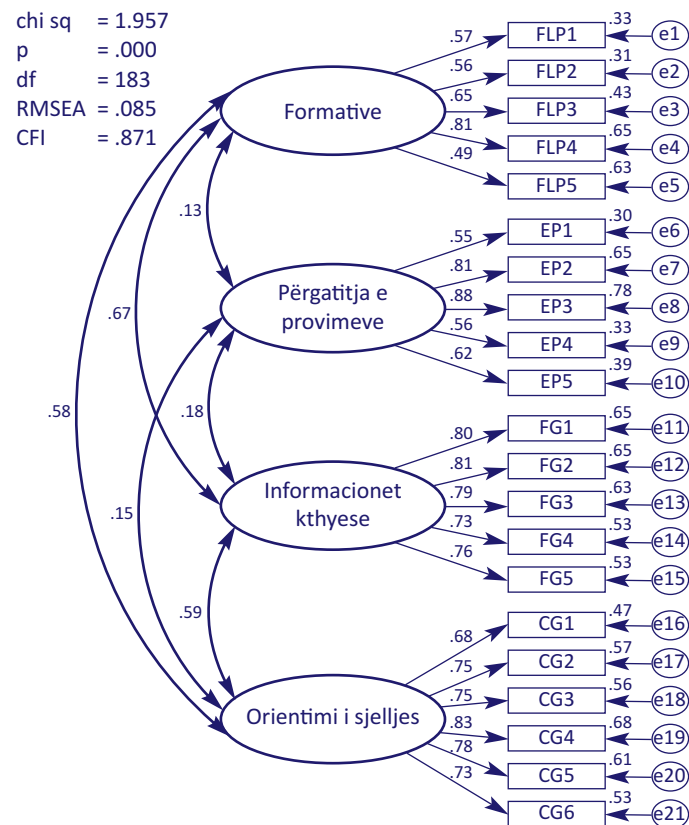 chi sq = 1.957
p = .000
df = 183
RMSEA = .085
CFI = .871
Formative
.57 FLP1 .33 e1
.56 FLP2 .31 e2
.65 FLP3 .43 e3
.81 FLP4 .65 e4
.49 FLP5 .63 e5
.13
Përgatitja e
provimeve
.55 EP1 .30 e6
.81 EP2 .65 e7
.88 EP3 .78 e8
.56 EP4 .33 e9
.62 EP5 .39 e10
.67
.58
.18
Informacionet
kthyese
.80 FG1 .65 e11
.81 FG2 .65 e12
.79 FG3 .63 e13
.73 FG4 .53 e14
.76 FG5 .53 e15
.15
.59
Orientimi i sjelljes
.68 CG1 .47 e16
.75 CG2 .57 e17
.75 CG3 .56 e18
.83 CG4 .68 e19
.78 CG5 .61 e20
.73 CG6 .53 e21